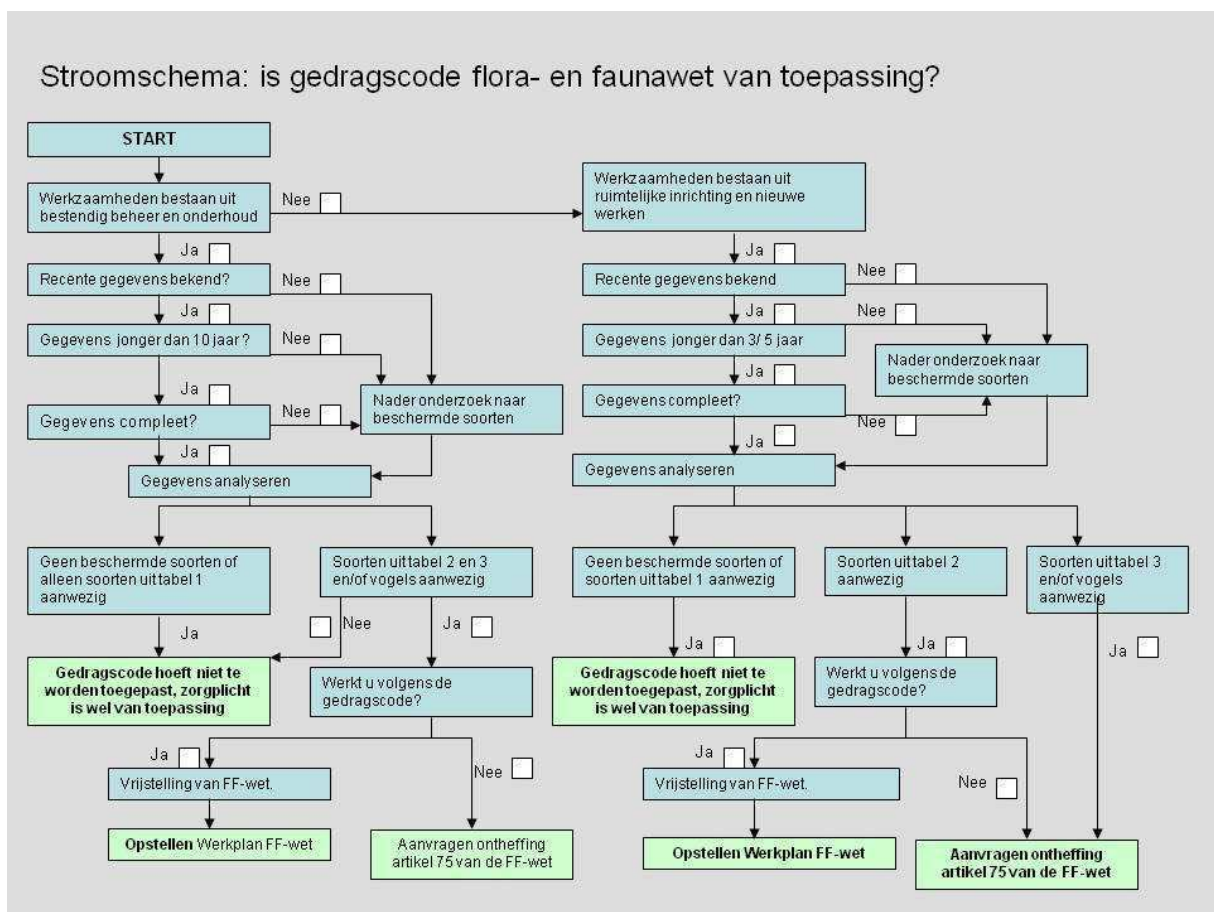 Stroomschema: is gedragscode flora- en faunawet van toepassing?
START
Werkzaamheden bestaan uit
bestendig beheer en onderhoud
Nee
Werkzaamheden bestaan uit
ruimtelijke inrichting en nieuwe
werken
Ja
Recente gegevens bekend?
Nee
Ja
Gegevens jonger dan 10 jaar?
Nee
Ja
Gegevens compleet?
Nee
Nader onderzoek naar
beschermde soorten
Ja
Gegevens analyseren
Geen beschermde soorten of
alleen soorten uit tabel 1
aanwezig
Soorten uit tabel 2 en 3
en/of vogels aanwezig
Ja
Nee
Ja
Gedragscode hoeft niet te
worden toegepast, zorgplicht
is wel van toepassing
Werkt u volgens de
gedragscode?
Ja
Nee
Vrijstelling van FF-wet.
Opstellen Werkplan FF-wet
Aanvragen ontheffing
artikel 75 van de FF-wet
Ja
Recente gegevens bekend
Nee
Ja
Nee
Gegevens jonger dan 3/ 5 jaar
Nader onderzoek naar
beschermde soorten
Ja
Gegevens compleet?
Nee
Ja
Gegevens analyseren
Geen beschermde soorten of
soorten uit tabel 1 aanwezig
Soorten uit tabel 2
aanwezig
Soorten uit tabel 3
en/of vogels
aanwezig
Ja
Ja
Ja
Gedragscode hoeft niet te
worden toegepast, zorgplicht
is wel van toepassing
Werkt u volgens de
gedragscode?
Ja
Nee
Vrijstelling van FF-wet.
Opstellen Werkplan FF-wet
Aanvragen ontheffing
artikel 75 van de FF-wet